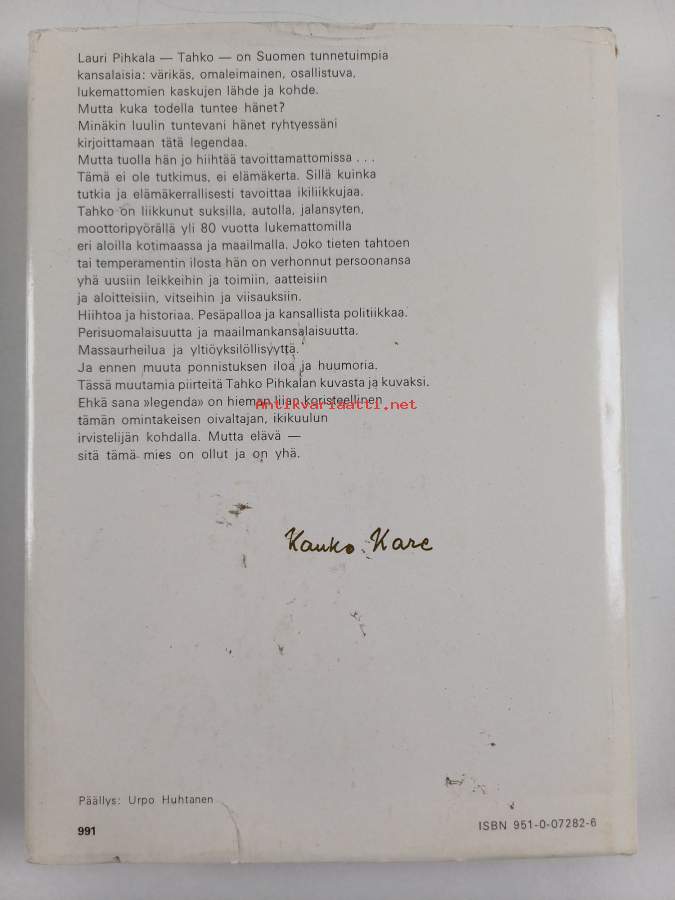 Lauri Pihkala — Tahko — on Suomen tunnetuimpia
kansalaisia: värikäs, omaleimainen, osallistuva,
lukemattomien kaskujen lähde ja kohde.
Mutta kuka todella tuntee hänet?
Minäkin luulin tuntevani hänet ryhtyessäni
kirjoittamaan tätä legendaa.
Mutta tuolla hän jo hiihtää tavoittamattomissa . . .
Tämä ei ole tutkimus, ei elämäkerta. Sillä kuinka
tutkia ja elämäkerrallisesti tavoittaa ikiliikkujaa.
Tahko on liikkunut suksilla, autolla, jalansyten,
moottoripyörällä yli 80 vuotta lukemattomilla
eri aloilla kotimaassa ja maailmalla. Joko tieten tahtoen
tai temperamentin ilosta hän on verhonnut persoonansa
yhä uusiin leikkeihin ja toimiin, aatteisiin
ja aloitteisiin, vitseihin ja viisauksiin.
Hiihtoa ja historiaa. Pesäpalloa ja kansallista politiikkaa.
Perisuomalaisuutta ja maailmankansalaisuutta.
Massaurheilua ja yltiöyksilöllisyyttä.
Ja ennen muuta ponnistuksen iloa ja huumoria.
Tässä muutamia piirteitä Tahko Pihkalan kuvasta ja kuvaksi.
Ehkä sana »legenda» on hieman liian koristeellinen
Antikvariaatti.net
tämän omintakeisen oivaltajan, ikikuulun
irvistelijän kohdalla. Mutta elävä —
sitä tämä mies on ollut ja on yhä.
Kauko Kare
Päällys: Urpo Huhtanen
991
ISBN 951-0-07282-6